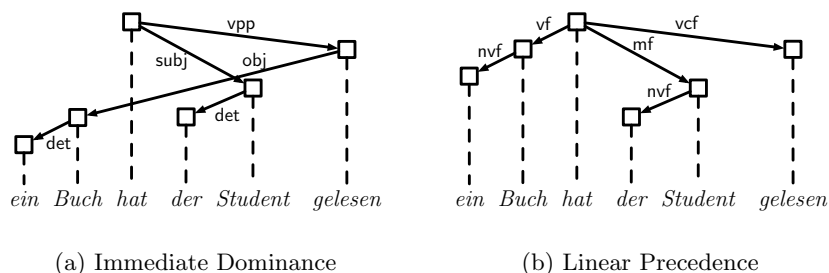 vpp
subj obj
det
det
ein Buch hat der Student gelesen
(a) Immediate Dominance
vf vcf
nvf mf
nvf
ein Buch hat der Student gelesen
(b) Linear Precedence